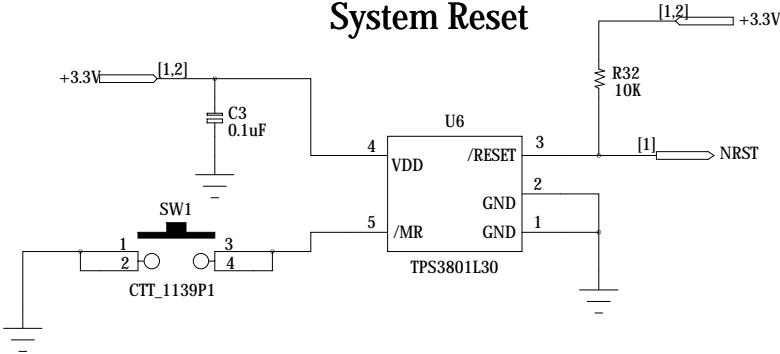 System Reset
[1,2]
+3.3V
+3.3V
[1,2]
R32
10K
C3
0.1uF
U6
4
VDD
/RESET
3
[1]
NRST
2
GND
SW1
5
/MR
GND
1
1
3
2
4
CTT_1139P1
TPS3801L30